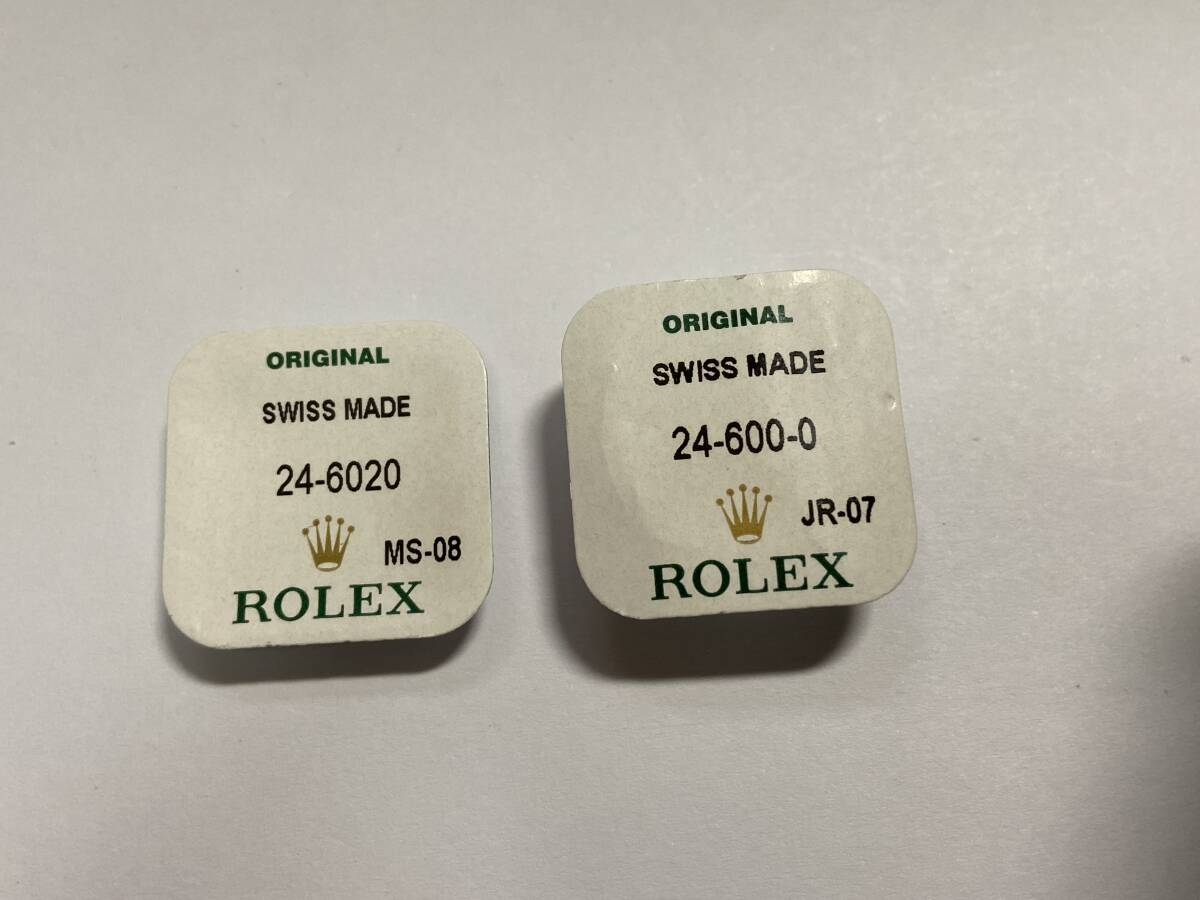 ORIGINAL
SWISS MADE
24-6020
MS-08
ROLEX
ORIGINAL
SWISS MADE
24-600-0
JR-07
ROLEX